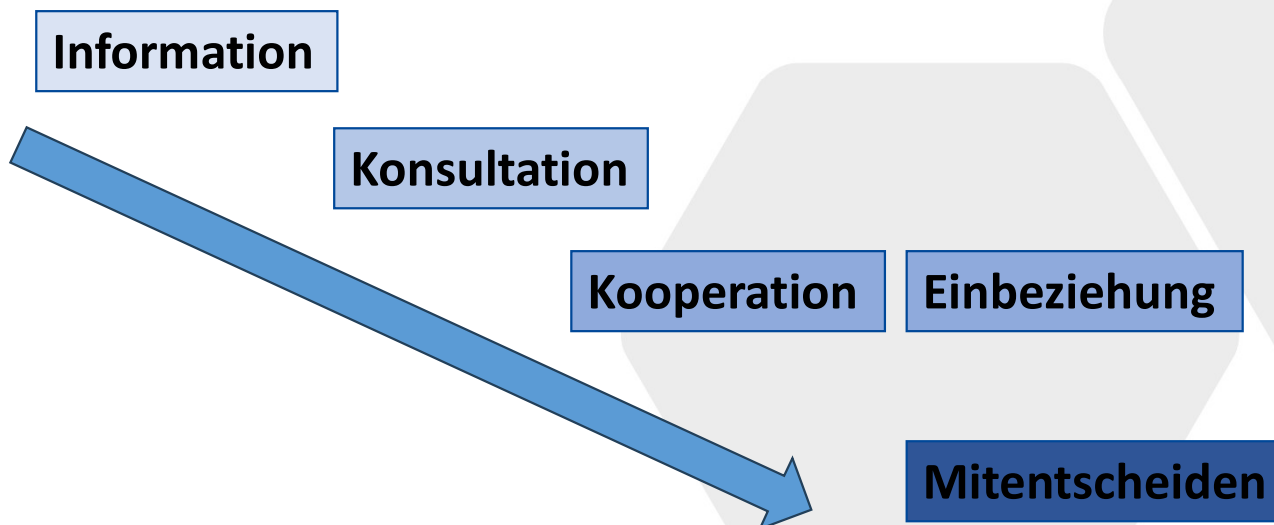 Information
Konsultation
Kooperation
Einbeziehung
Mitentscheiden